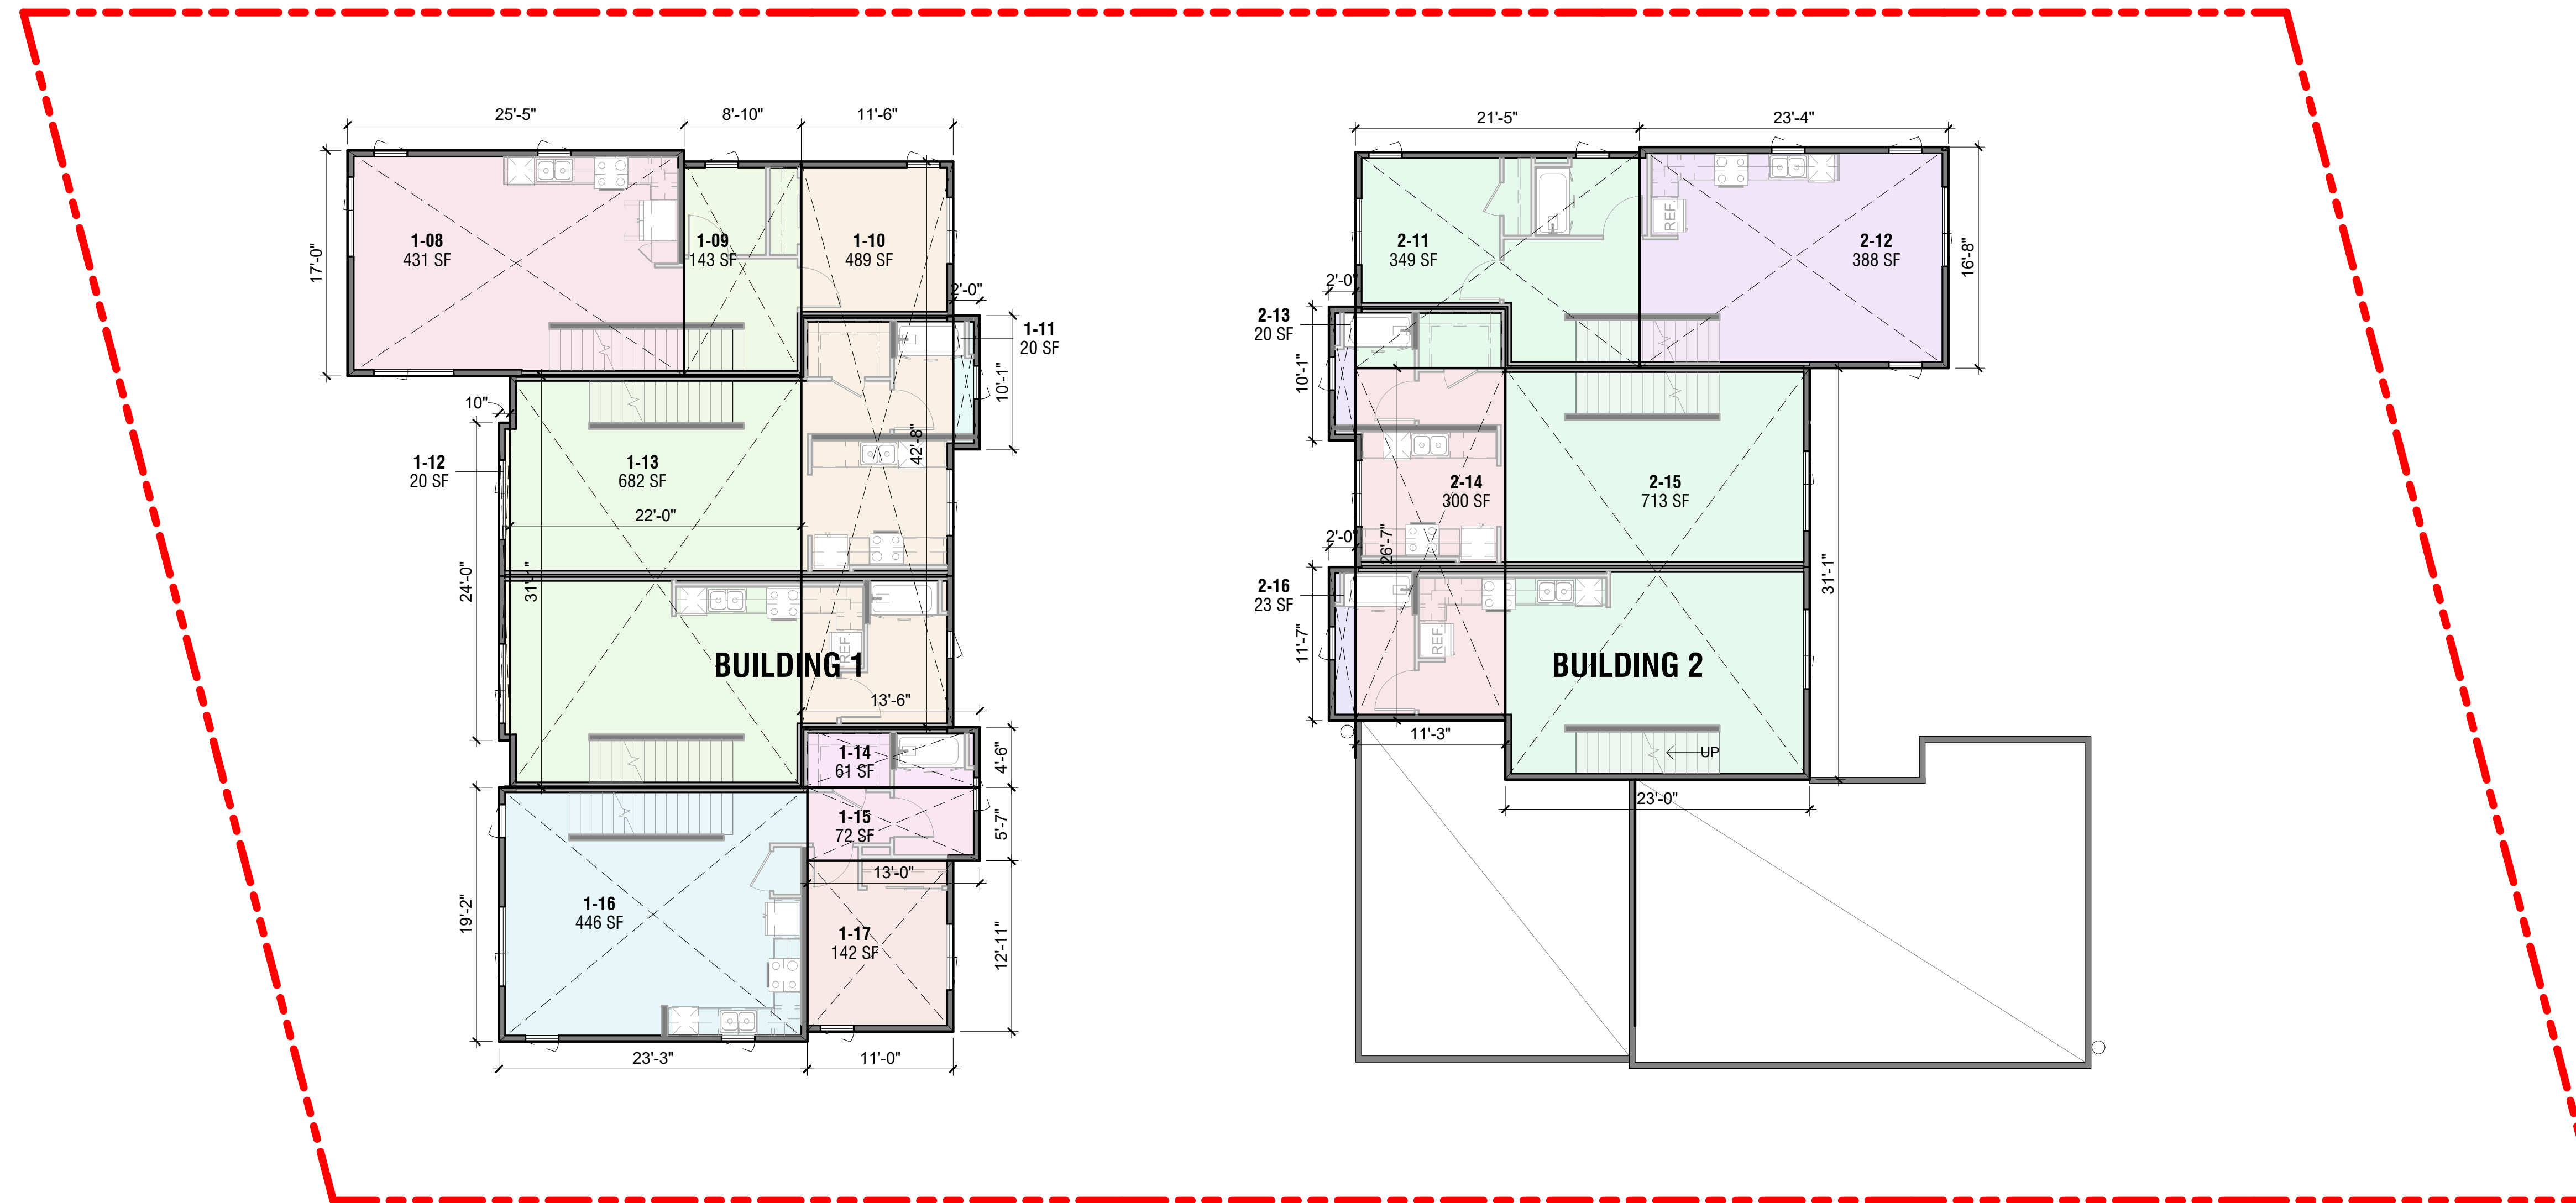 25'-5"
8'-10"
11'-6"
17'-0"
1-08
431 SF
1-09
143 SF
1-10
489 SF
2'-0"
1-11
20 SF
10'-1"
10"
42'-8"
1-12
20 SF
1-13
682 SF
22'-0"
24'-0"
31'-1"
REF.
BUILDING 1
13'-6"
1-14
61 SF
4'-6"
1-15
72 SF
5'-7"
13'-0"
19'-2"
1-16
446 SF
1-17
142 SF
12'-11"
23'-3"
11'-0"
21'-5"
23'-4"
2-11
349 SF
REF.
2-12
388 SF
16'-8"
2'-0"
2-13
20 SF
10'-1"
2-14
300 SF
2-15
713 SF
2'-0"
26'-7"
2-16
23 SF
31'-1"
11'-7"
REF.
BUILDING 2
11'-3"
UP
23'-0"